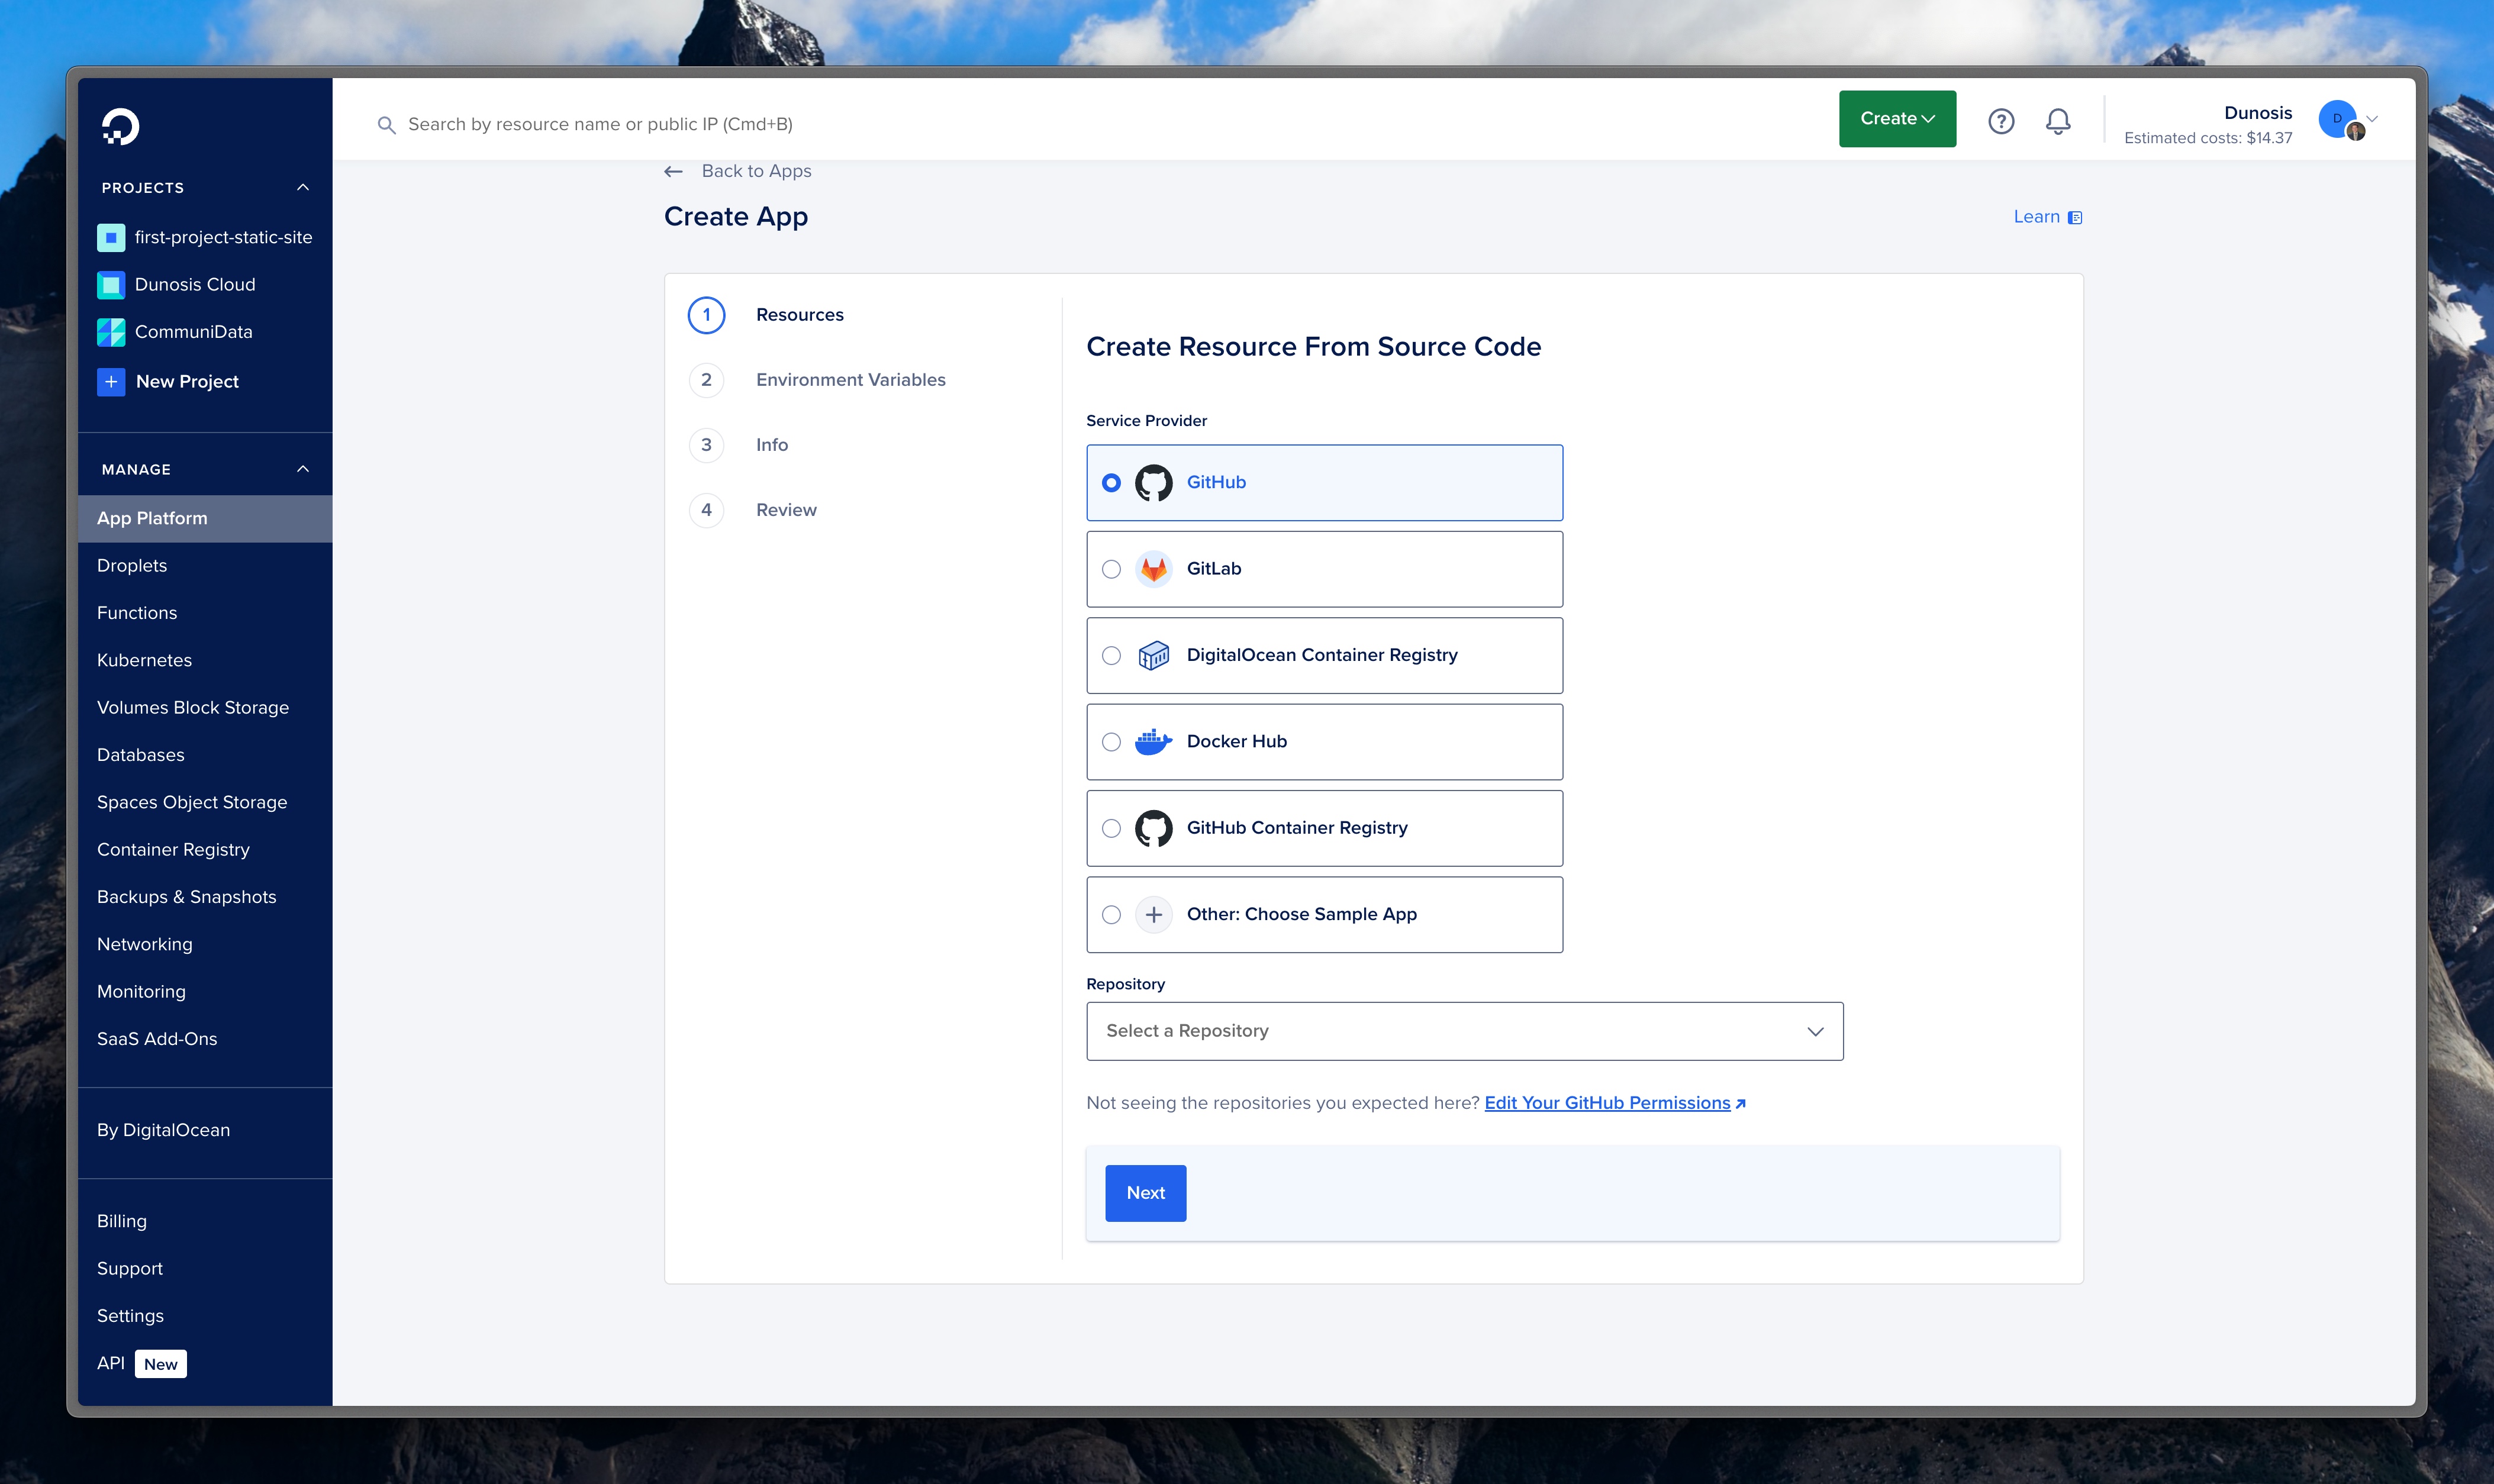 PROJECTS
first-project-static-site
Dunosis Cloud
CommuniData
New Project
MANAGE
App Platform
Droplets
Functions
Kubernetes
Volumes Block Storage
Databases
Spaces Object Storage
Container Registry
Backups & Snapshots
Networking
Monitoring
SaaS Add-Ons
By DigitalOcean
Billing
Support
Settings
API New
Search by resource name or public IP (Cmd+B)
Create
Dunosis
Estimated costs: $14.37
D
Back to Apps
Create App
Learn
1 Resources
2 Environment Variables
3 Info
4 Review
Create Resource From Source Code
Service Provider
GitHub
GitLab
DigitalOcean Container Registry
Docker Hub
GitHub Container Registry
Other: Choose Sample App
Repository
Select a Repository
Not seeing the repositories you expected here? Edit Your GitHub Permissions
Next